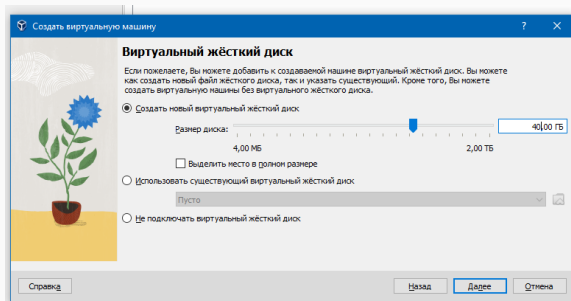 Создать виртуальную машину
Виртуальный жёсткий диск
Если пожелаете, Вы можете добавить к создаваемой машине виртуальный жёсткий диск. Вы можете
как создать новый файл жёсткого диска, так и указать существующий. Кроме того, Вы можете
создать виртуальную машину без виртуального жёсткого диска.
Создать новый виртуальный жёсткий диск
Размер диска:
40,00 ГБ
4,00 МБ 2,00 ТБ
Выделить место в полном размере
Использовать существующий виртуальный жёсткий диск
Пусто
Не подключать виртуальный жёсткий диск
Справка Назад Далее Отмена